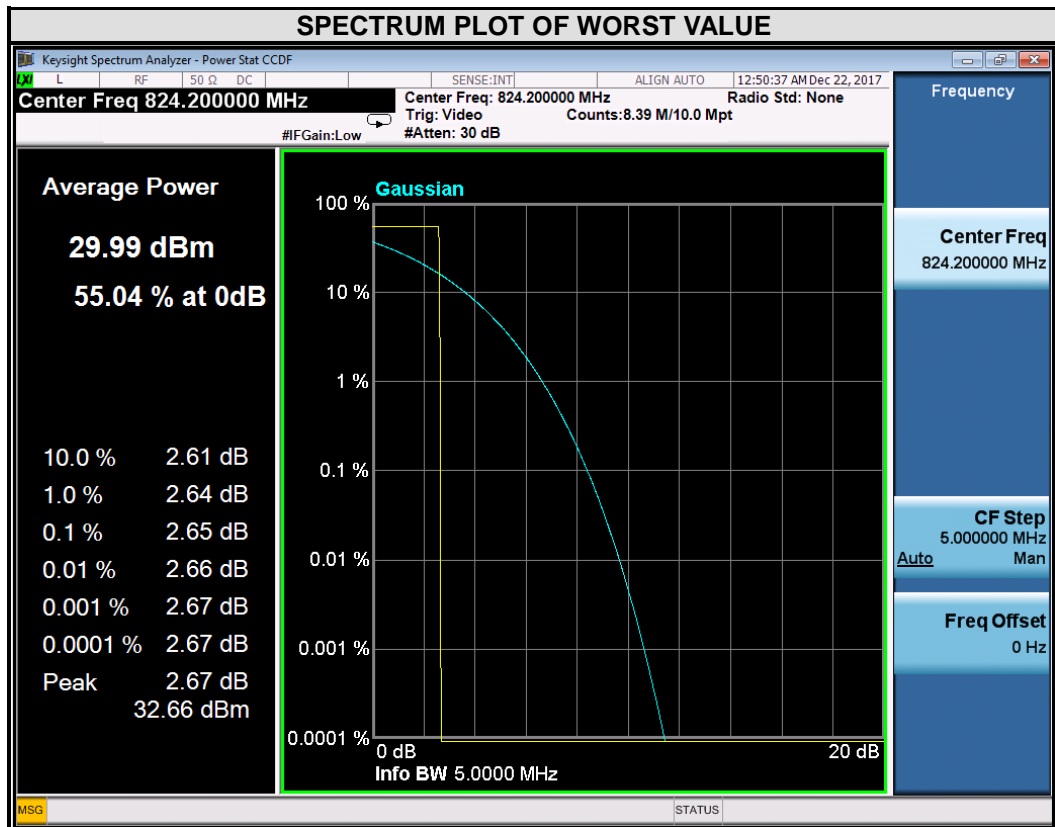 SPECTRUM PLOT OF WORST VALUE
Keysight Spectrum Analyzer - Power Stat CCDF
LXI L RF 50 Ω DC SENSE:INT ALIGN AUTO 12:50:37 AM Dec 22, 2017
Center Freq 824.200000 MHz
#IFGain:Low
Center Freq: 824.200000 MHz
Radio Std: None
Trig: Video
Counts:8.39 M/10.0 Mpt
#Atten: 30 dB
Average Power
29.99 dBm
55.04 % at 0dB
10.0 % 2.61 dB
1.0 % 2.64 dB
0.1 % 2.65 dB
0.01 % 2.66 dB
0.001 % 2.67 dB
0.0001 % 2.67 dB
Peak 2.67 dB
32.66 dBm
Gaussian
100 %
10 %
1 %
0.1 %
0.01 %
0.001 %
0.0001 %
0 dB
20 dB
Info BW 5.0000 MHz
Frequency
Center Freq
824.200000 MHz
CF Step
5.000000 MHz
Auto Man
Freq Offset
0 Hz
MSG
STATUS